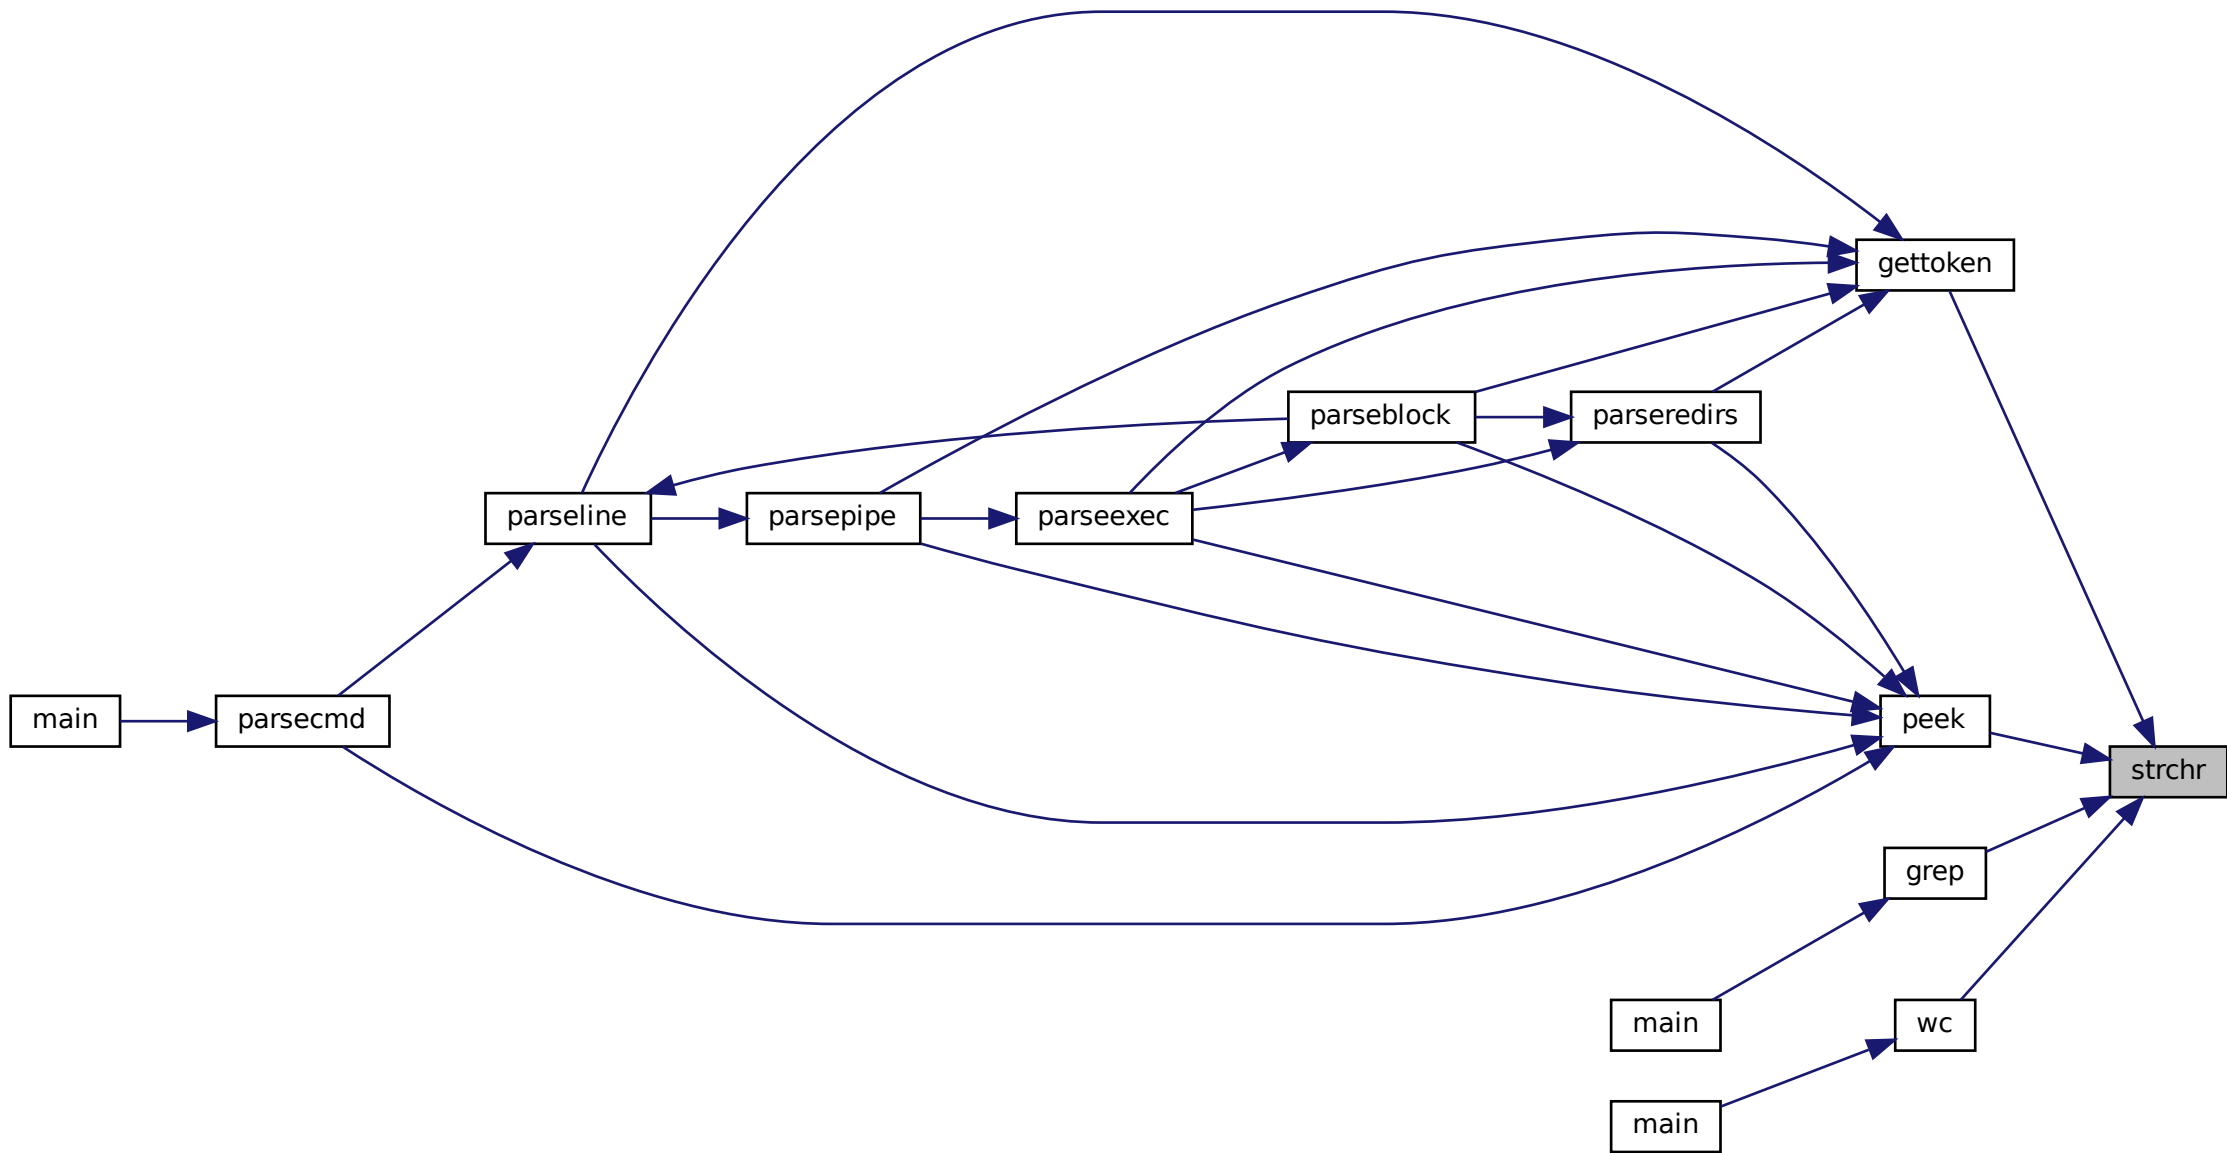 gettoken
parseblock
parseredirs
parseline
parsepipe
parseexec
main
parsecmd
peek
strchr
grep
main
wc
main